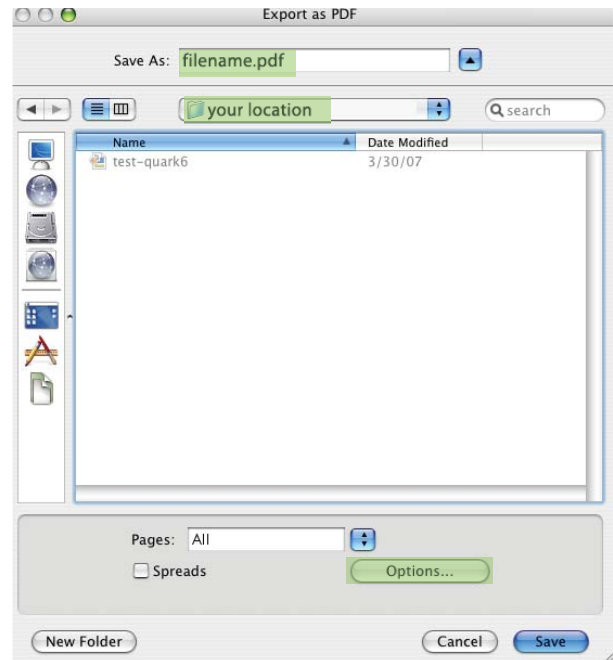 Export as PDF
Save As: filename.pdf
your location
search
Name Date Modified
test-quark6 3/30/07
Pages: All
Spreads Options...
New Folder Cancel Save